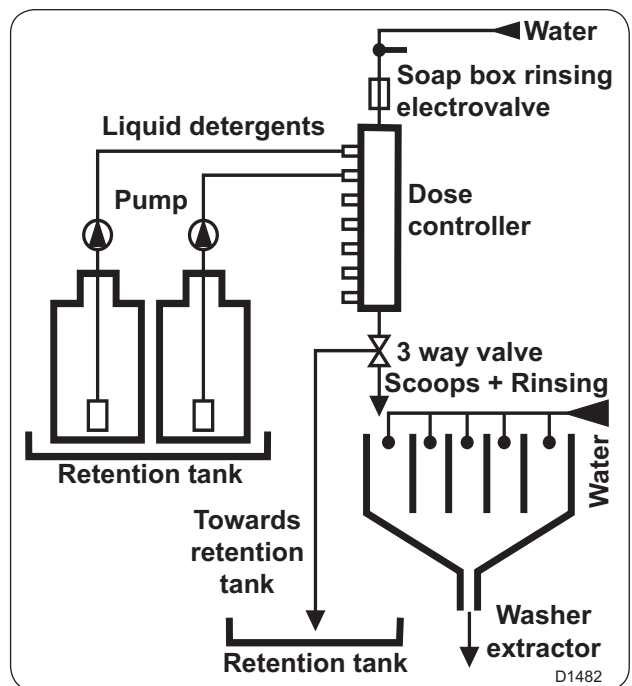 Water
Soap box rinsing
electrovalve
Liquid detergents
Pump
Dose
controller
3 way valve
Scoops + Rinsing
Water
Retention tank
Towards
retention
tank
Retention tank
Washer
extractor
D1482